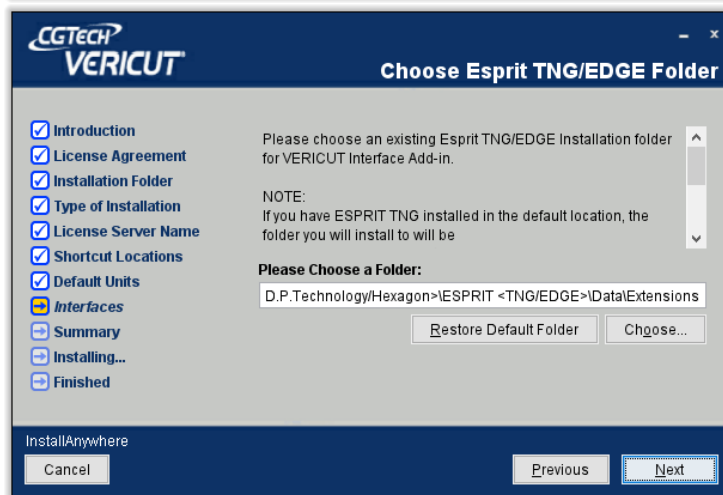 CGTECH
VERICUT
Choose Esprit TNG/EDGE Folder
Introduction
License Agreement
Installation Folder
Type of Installation
License Server Name
Shortcut Locations
Default Units
Interfaces
Summary
Installing...
Finished
Please choose an existing Esprit TNG/EDGE Installation folder
for VERICUT Interface Add-in.
NOTE:
If you have ESPRIT TNG installed in the default location, the
folder you will install to will be
Please Choose a Folder:
D.P.Technology/Hexagon>\ESPRIT <TNG/EDGE>\Data\Extensions
Restore Default Folder
Choose...
InstallAnywhere
Cancel
Previous
Next